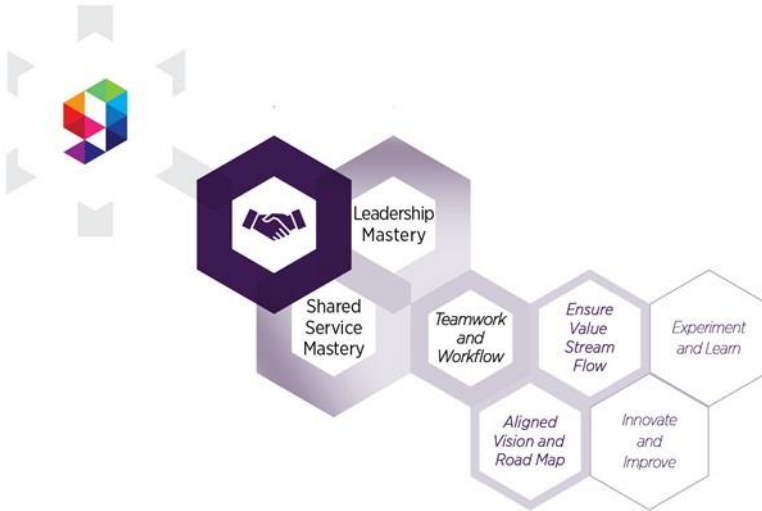 Leadership
Mastery
Shared
Service
Mastery
Teamwork
and
Workflow
Ensure
Value
Stream
Flow
Experiment
and Learn
Aligned
Vision and
Road Map
Innovate
and
Improve